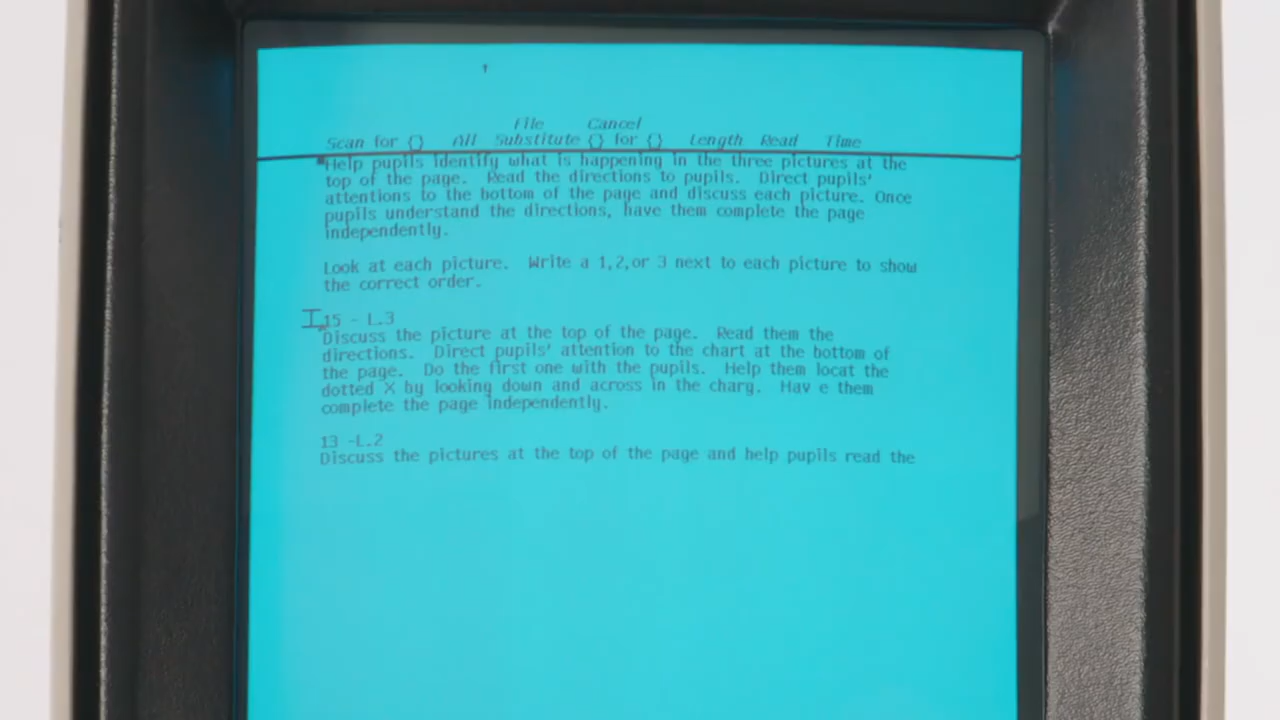 File Cancel
Scan for {} All Substitute {} for {} Length Read Time
Help pupils identify what is happening in the three pictures at the
top of the page. Read the directions to pupils. Direct pupils'
attentions to the bottom of the page and discuss each picture. Once
pupils understand the directions, have them complete the page
independently.
Look at each picture. Write a 1,2,or 3 next to each picture to show
the correct order.
15 - L.3
Discuss the picture at the top of the page. Read them the
directions. Direct pupils' attention to the chart at the bottom of
the page. Do the first one with the pupils. Help them locat the
dotted X by looking down and across in the chary. Hav e them
complete the page independently.
13 -L.2
Discuss the pictures at the top of the page and help pupils read the